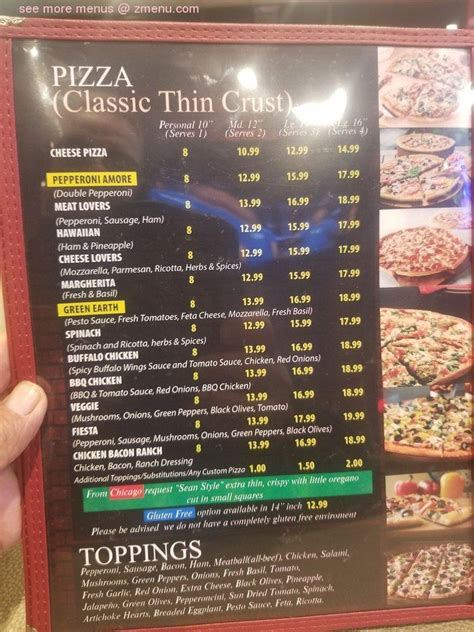 see more menus @ zmenu.com
PIZZA
(Classic Thin Crust)
Personal 10" Md. 12" Lg. 16"
(Serves 1) (Serves 2) (Serves 3) (Serves 4)
CHEESE PIZZA 8 10.99 12.99 14.99
PEPPERONI AMORE 8 12.99 15.99 17.99
(Double Pepperoni)
MEAT LOVERS 8 13.99 16.99 18.99
(Pepperoni, Sausage, Ham)
HAWAIIAN 8 12.99 15.99 17.99
(Ham & Pineapple)
CHEESE LOVERS 8 13.99 16.99 18.99
(Mozzarella, Parmesan, Ricotta, Herbs & Spices)
MARGHERITA 8 12.99 15.99 17.99
(Fresh & Basil)
GREEN EARTH 8 13.99 16.99 18.99
(Pesto Sauce, Fresh Tomatoes, Feta Cheese, Mozzarella, Fresh Basil)
SPINACH 8 12.99 15.99 17.99
(Spinach and Ricotta, herbs & Spices)
BUFFALO CHICKEN 8 13.99 16.99 18.99
(Spicy Buffalo Wings Sauce and Tomato Sauce, Chicken, Red Onions)
BBQ CHICKEN 8 13.99 16.99 18.99
(BBQ & Tomato Sauce, Red Onions, BBQ Chicken)
VEGGIE 8 13.99 16.99 18.99
(Mushrooms, Onions, Green Peppers, Black Olives, Tomato)
FIESTA 8 13.99 16.99 17.99
(Pepperoni, Sausage, Mushrooms, Onions, Green Peppers, Black Olives)
CHICKEN BACON RANCH 8 13.99 16.99 18.99
Chicken, Bacon, Ranch Dressing
Additional Toppings/Substitutions/Any Custom Pizza 1.00 1.50 2.00
From Chicago request "Sean Style" extra thin, crispy with little oregano
cut in small squares
Gluten Free option available in 14" inch 12.99
Please be advised we do not have a completely gluten free enviroment
TOPPINGS
Pepperoni, Sausage, Bacon, Ham, Meatball(all-beef), Chicken, Salami,
Mushrooms, Green Peppers, Onions, Fresh Basil, Tomato,
Fresh Garlic, Red Onion, Extra Cheese, Black Olives, Pineapple,
Jalapeño, Green Olives, Pepperoncini, Sun Dried Tomato, Spinach,
Artichoke Hearts, Breaded Eggplant, Pesto Sauce, Feta, Ricotta.